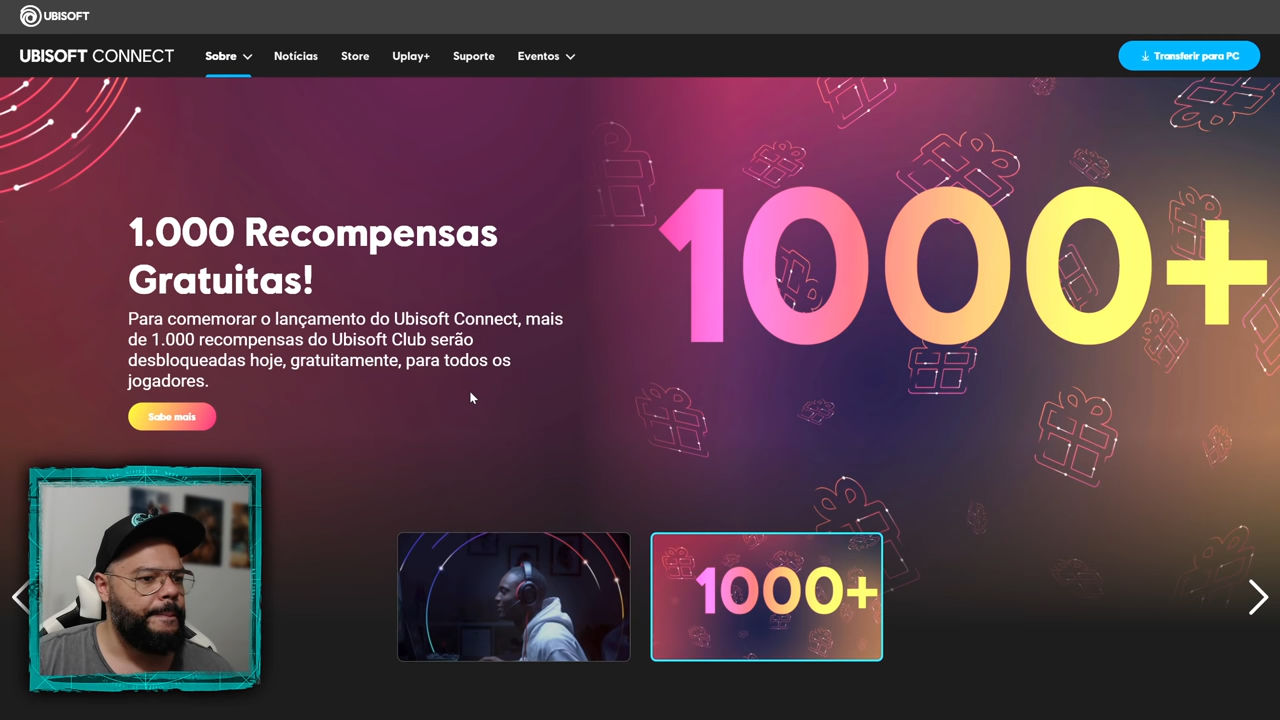 UBISOFT
UBISOFT CONNECT
Sobre
Notícias
Store
Uplay+
Suporte
Eventos
Transferir para PC
1.000 Recompensas
Gratuitas!
Para comemorar o lançamento do Ubisoft Connect, mais
de 1.000 recompensas do Ubisoft Club serão
desbloqueadas hoje, gratuitamente, para todos os
jogadores.
Sabe mais
1000+
1000+